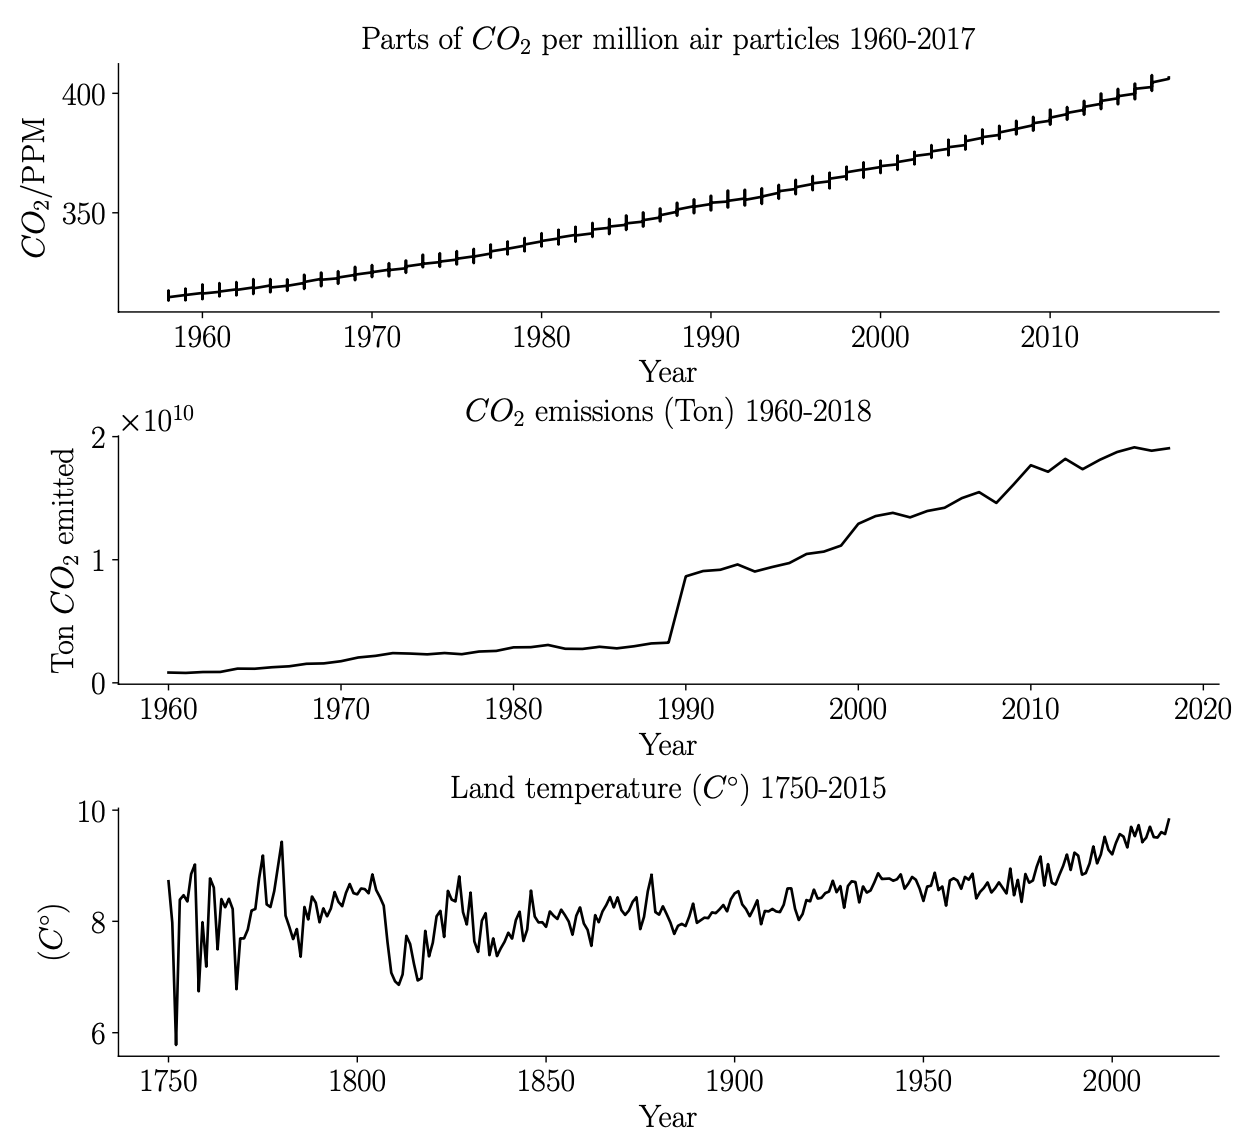 Parts of CO₂ per million air particles 1960-2017
CO₂/PPM
400
350
1960 1970 1980 1990 2000 2010
Year
CO₂ emissions (Ton) 1960-2018
×10¹⁰
Ton CO₂ emitted
2
1
0
1960 1970 1980 1990 2000 2010 2020
Year
Land temperature (C°) 1750-2015
(C°)
10
8
6
1750 1800 1850 1900 1950 2000
Year